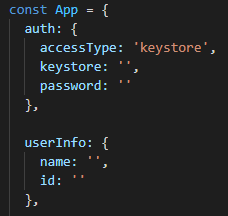 const App = {
  auth: {
    accessType: 'keystore',
    keystore: '',
    password: ''
  },

  userInfo: {
    name: '',
    id: ''
  },